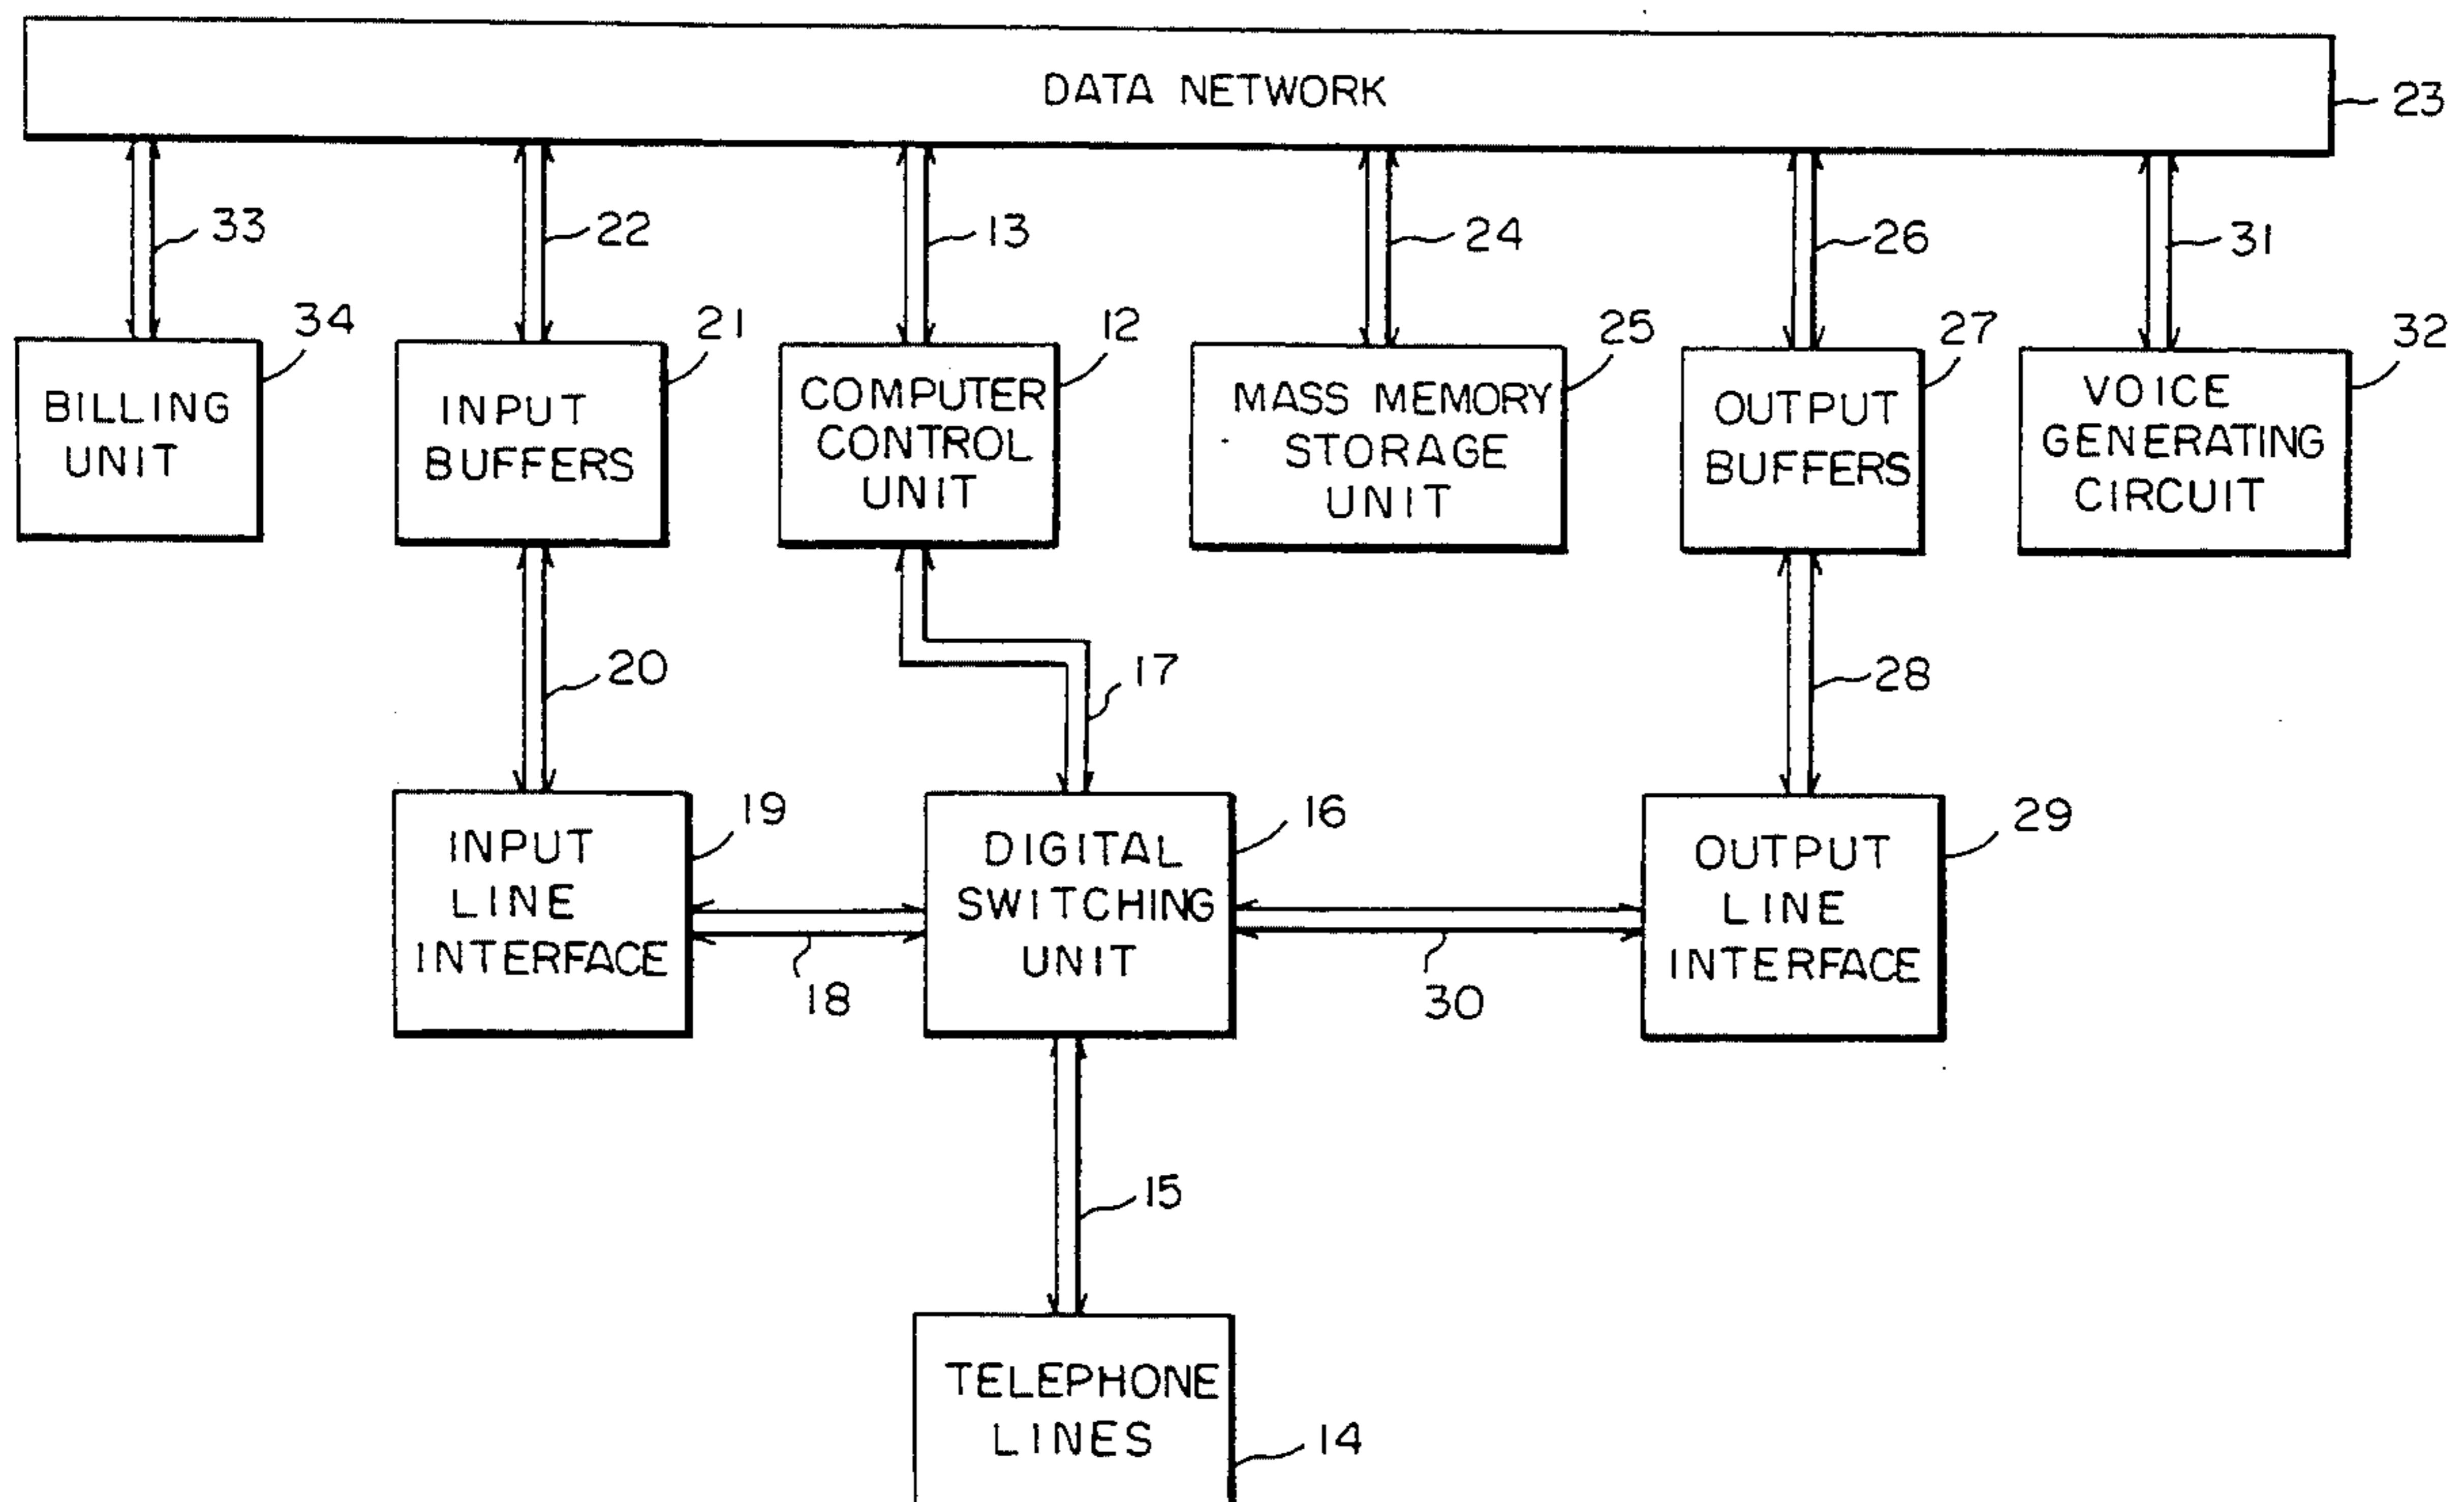 DATA NETWORK
23
33
22
13
24
26
31
34
21
12
25
27
32
BILLING
UNIT
INPUT
BUFFERS
COMPUTER
CONTROL
UNIT
MASS MEMORY
STORAGE
UNIT
OUTPUT
BUFFERS
VOICE
GENERATING
CIRCUIT
20
17
28
19
16
29
INPUT
LINE
INTERFACE
DIGITAL
SWITCHING
UNIT
OUTPUT
LINE
INTERFACE
18
30
15
TELEPHONE
LINES
14